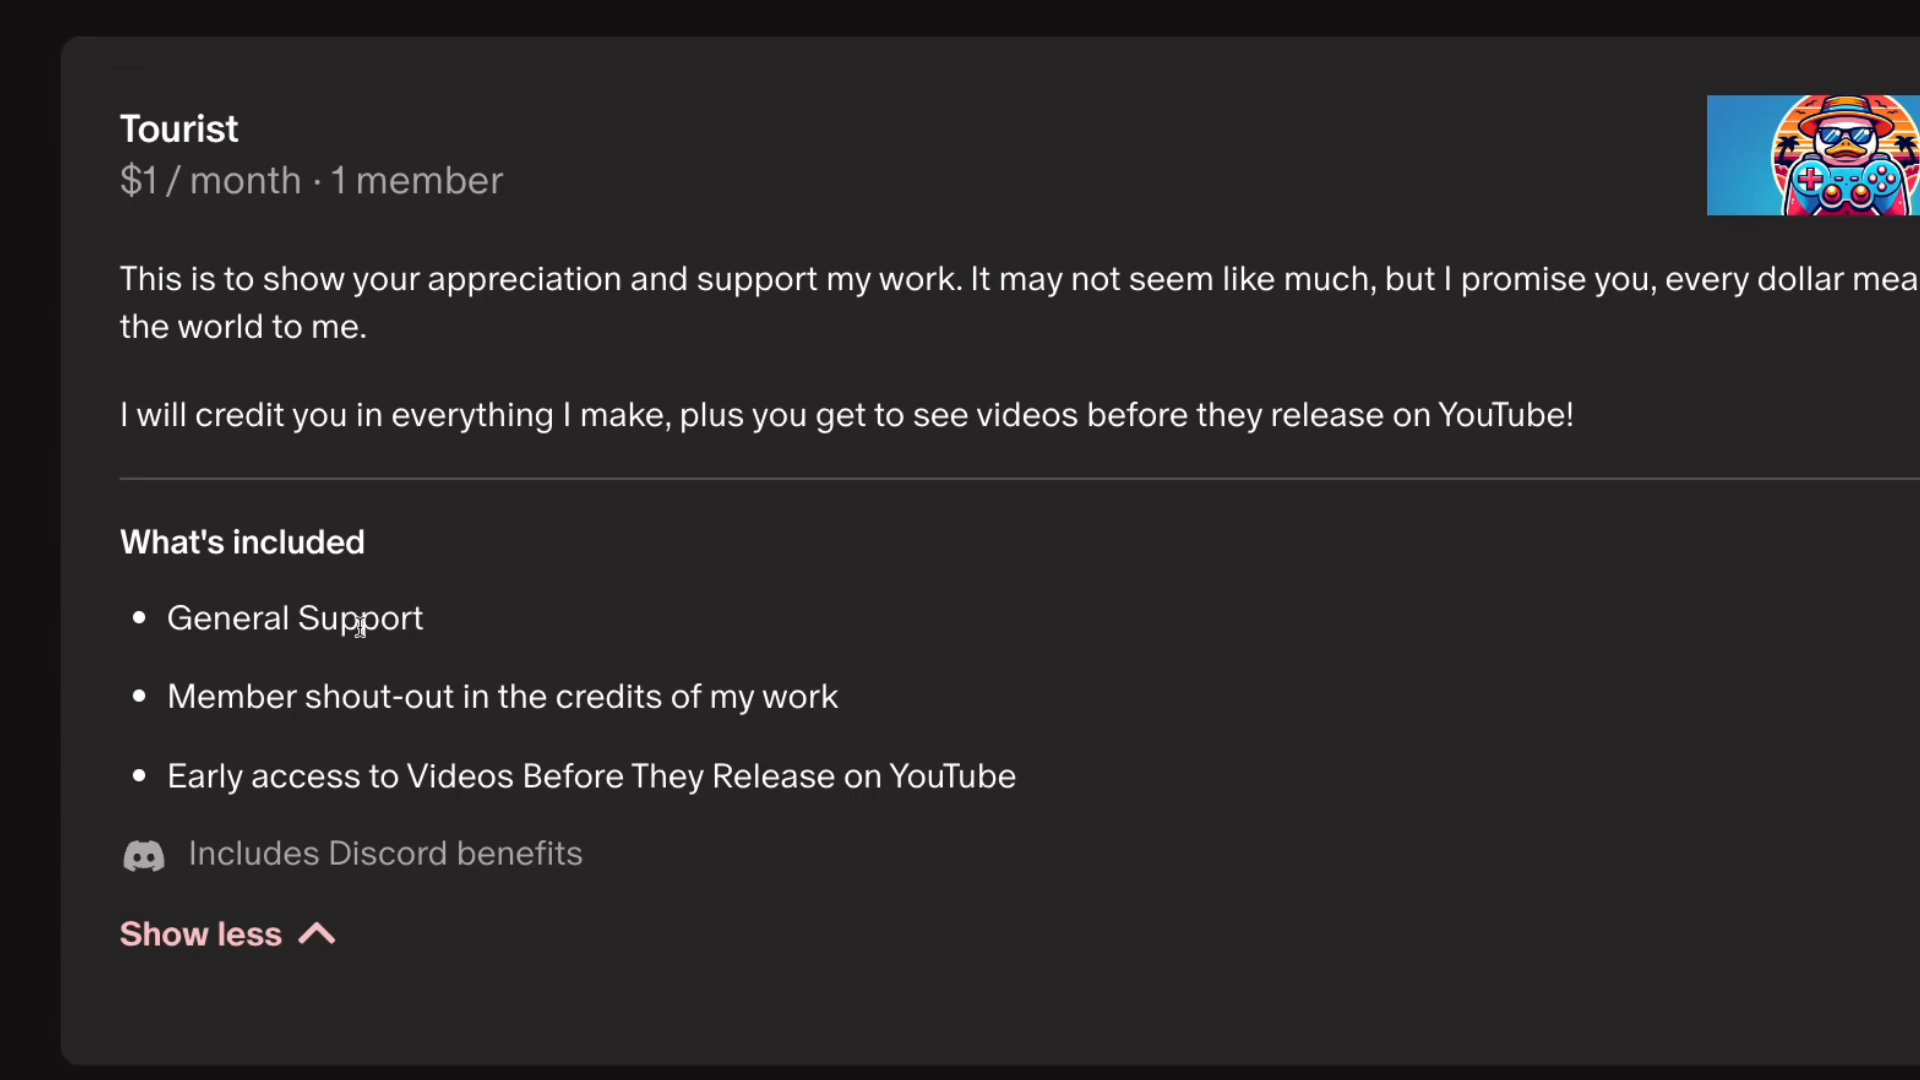 Tourist
$1 / month · 1 member
This is to show your appreciation and support my work. It may not seem like much, but I promise you, every dollar mea
the world to me.
I will credit you in everything I make, plus you get to see videos before they release on YouTube!
What's included
• General Support
• Member shout-out in the credits of my work
• Early access to Videos Before They Release on YouTube
Includes Discord benefits
Show less